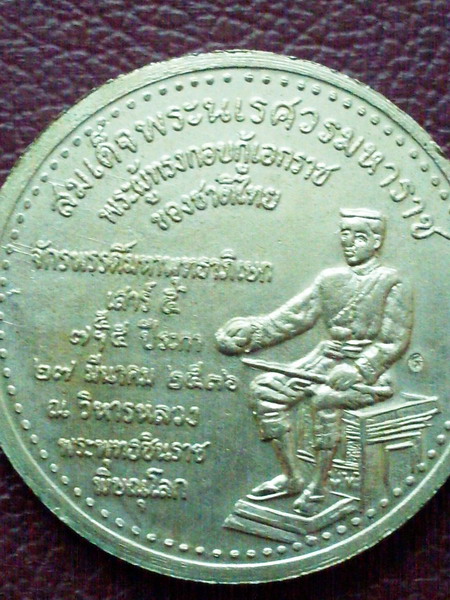 สมเด็จพระนเรศวรมหาราช
พระผู้ทรงกอบกู้เอกราช
ของชาติไทย
จักรพรรดิ์มหาพุทธาภิเษก
เสาร์ ๕
ปีระกา
๒๗ มีนาคม ๒๕๓๖
ณ วิหารหลวง
พระพุทธชินราช
พิษณุโลก